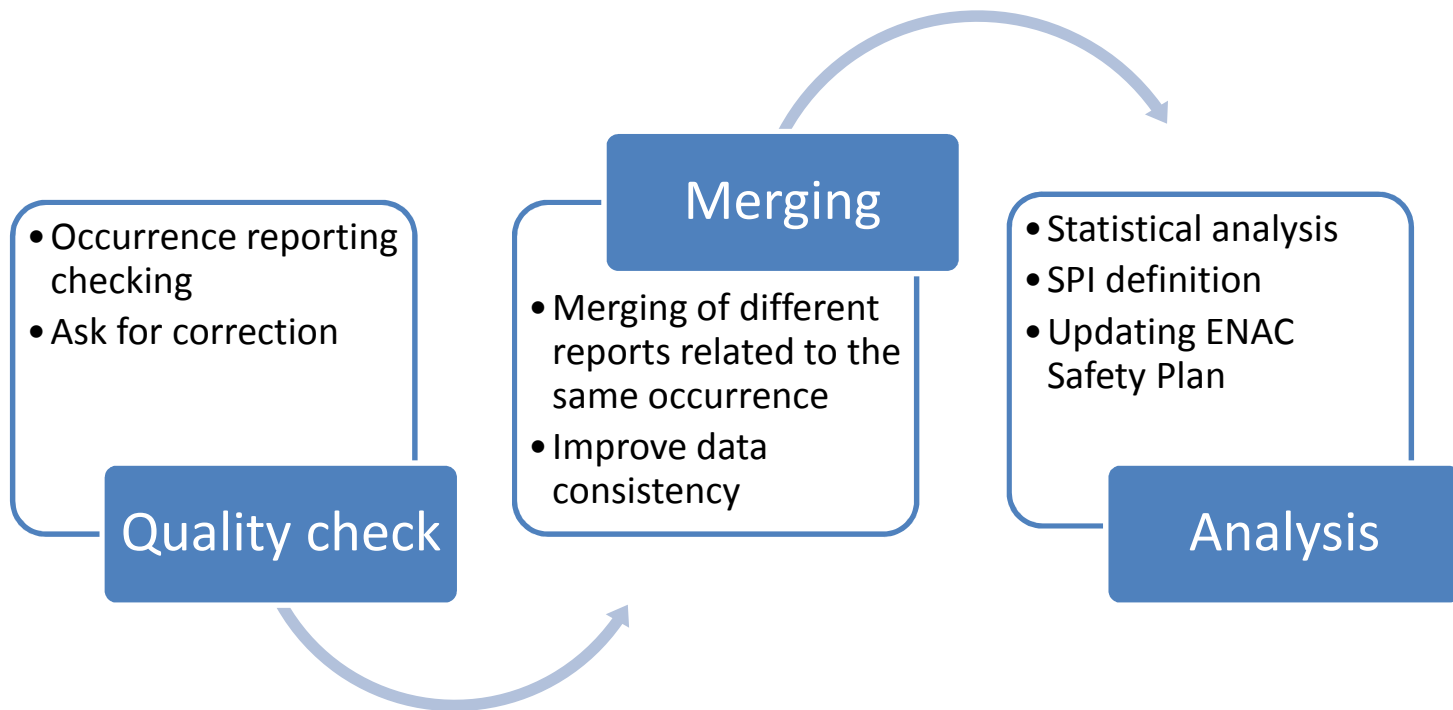 • Occurrence reporting
checking
• Ask for correction
Quality check
Merging
• Merging of different
reports related to the
same occurrence
• Improve data
consistency
• Statistical analysis
• SPI definition
• Updating ENAC
Safety Plan
Analysis